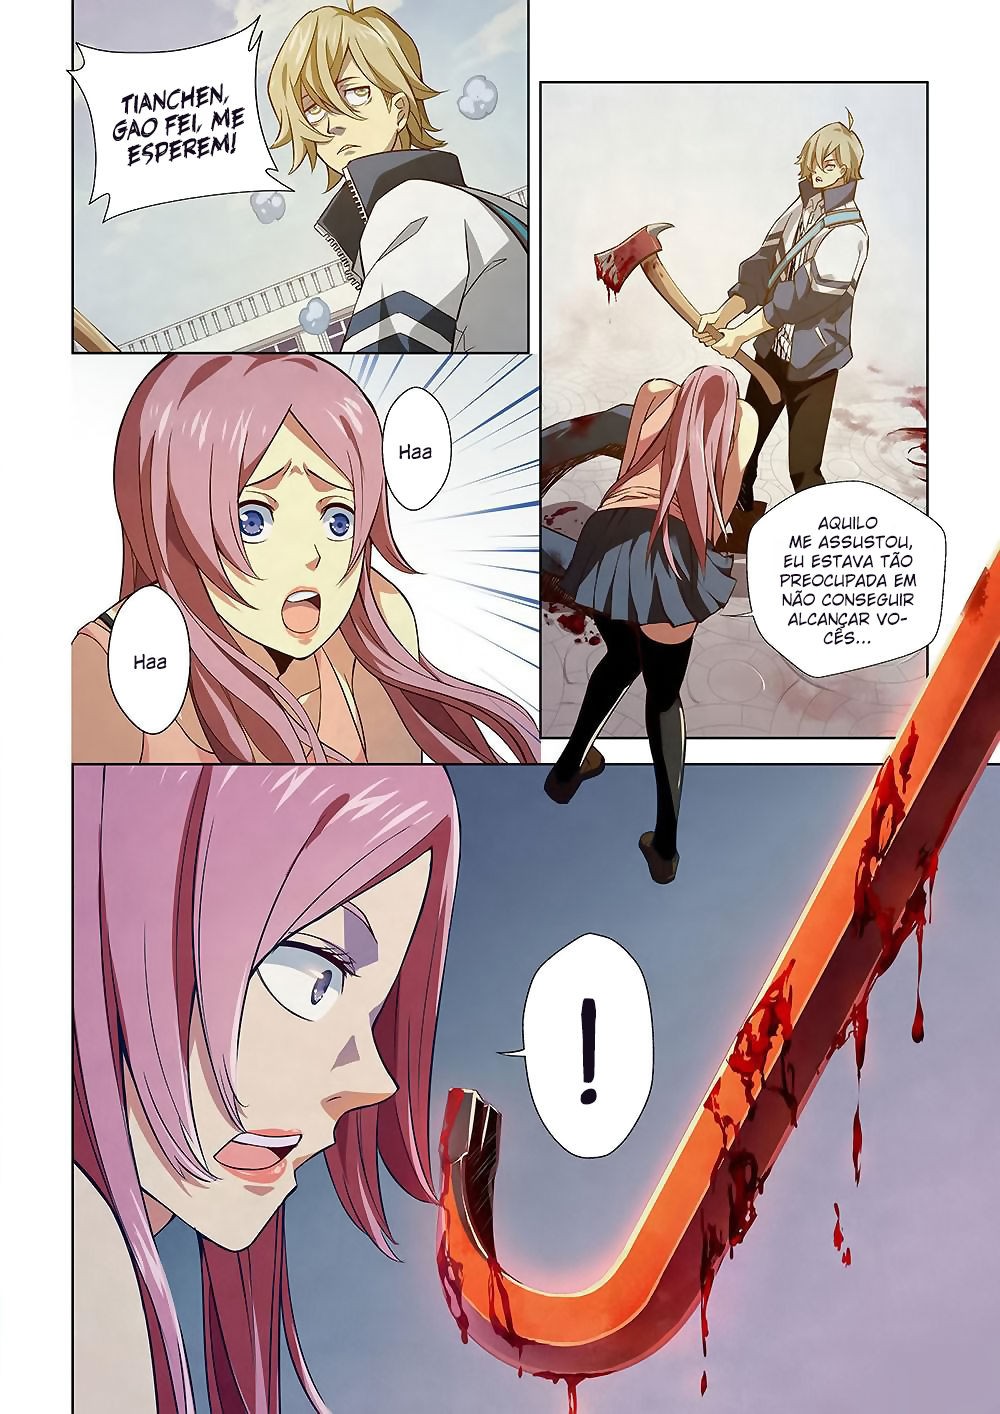 TIANCHEN,
GAO FEI, ME
ESPEREM!
Haa
Haa
AQUILO
ME ASSUSTOU,
EU ESTAVA TÃO
PREOCUPADA EM
NÃO CONSEGUIR
ALCANÇAR VO-
CÊS...
!